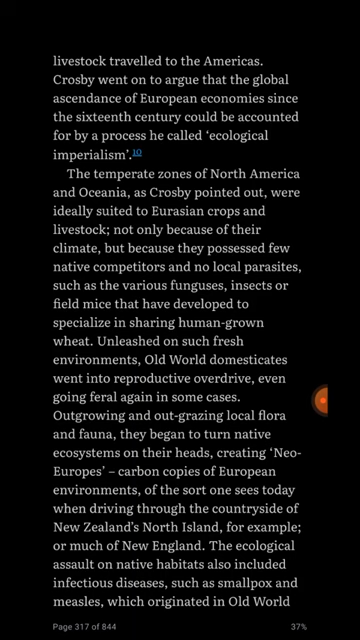 livestock travelled to the Americas.
Crosby went on to argue that the global
ascendance of European economies since
the sixteenth century could be accounted
for by a process he called ‘ecological
imperialism’.10
The temperate zones of North America
and Oceania, as Crosby pointed out, were
ideally suited to Eurasian crops and
livestock; not only because of their
climate, but because they possessed few
native competitors and no local parasites,
such as the various funguses, insects or
field mice that have developed to
specialize in sharing human-grown
wheat. Unleashed on such fresh
environments, Old World domesticates
went into reproductive overdrive, even
going feral again in some cases.
Outgrowing and out-grazing local flora
and fauna, they began to turn native
ecosystems on their heads, creating ‘Neo-
Europes’ – carbon copies of European
environments, of the sort one sees today
when driving through the countryside of
New Zealand’s North Island, for example;
or much of New England. The ecological
assault on native habitats also included
infectious diseases, such as smallpox and
measles, which originated in Old World
Page 317 of 844 37%